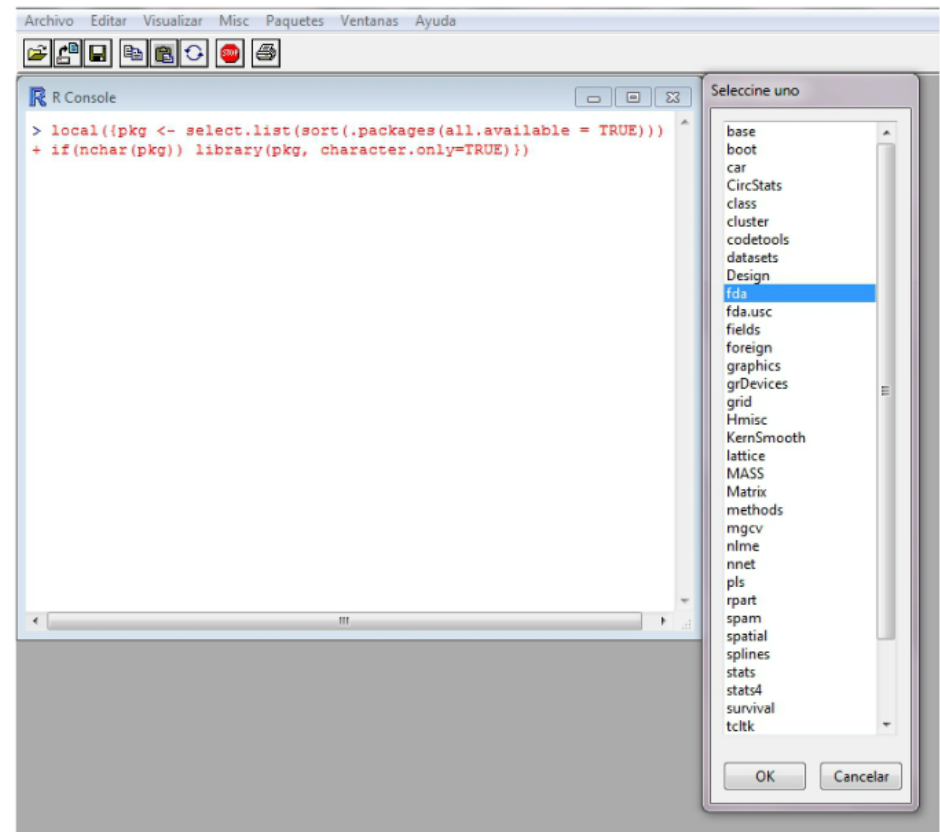 Archivo Editar Visualizar Misc Paquetes Ventanas Ayuda
STOP
R R Console
> local({pkg <- select.list(sort(.packages(all.available = TRUE)))
+ if(nchar(pkg)) library(pkg, character.only=TRUE)})
Seleccine uno
base
boot
car
CircStats
class
cluster
codetools
datasets
Design
fda
fda.usc
fields
foreign
graphics
grDevices
grid
Hmisc
KernSmooth
lattice
MASS
Matrix
methods
mgcv
nlme
nnet
pls
rpart
spam
spatial
splines
stats
stats4
survival
tcltk
OK Cancelar